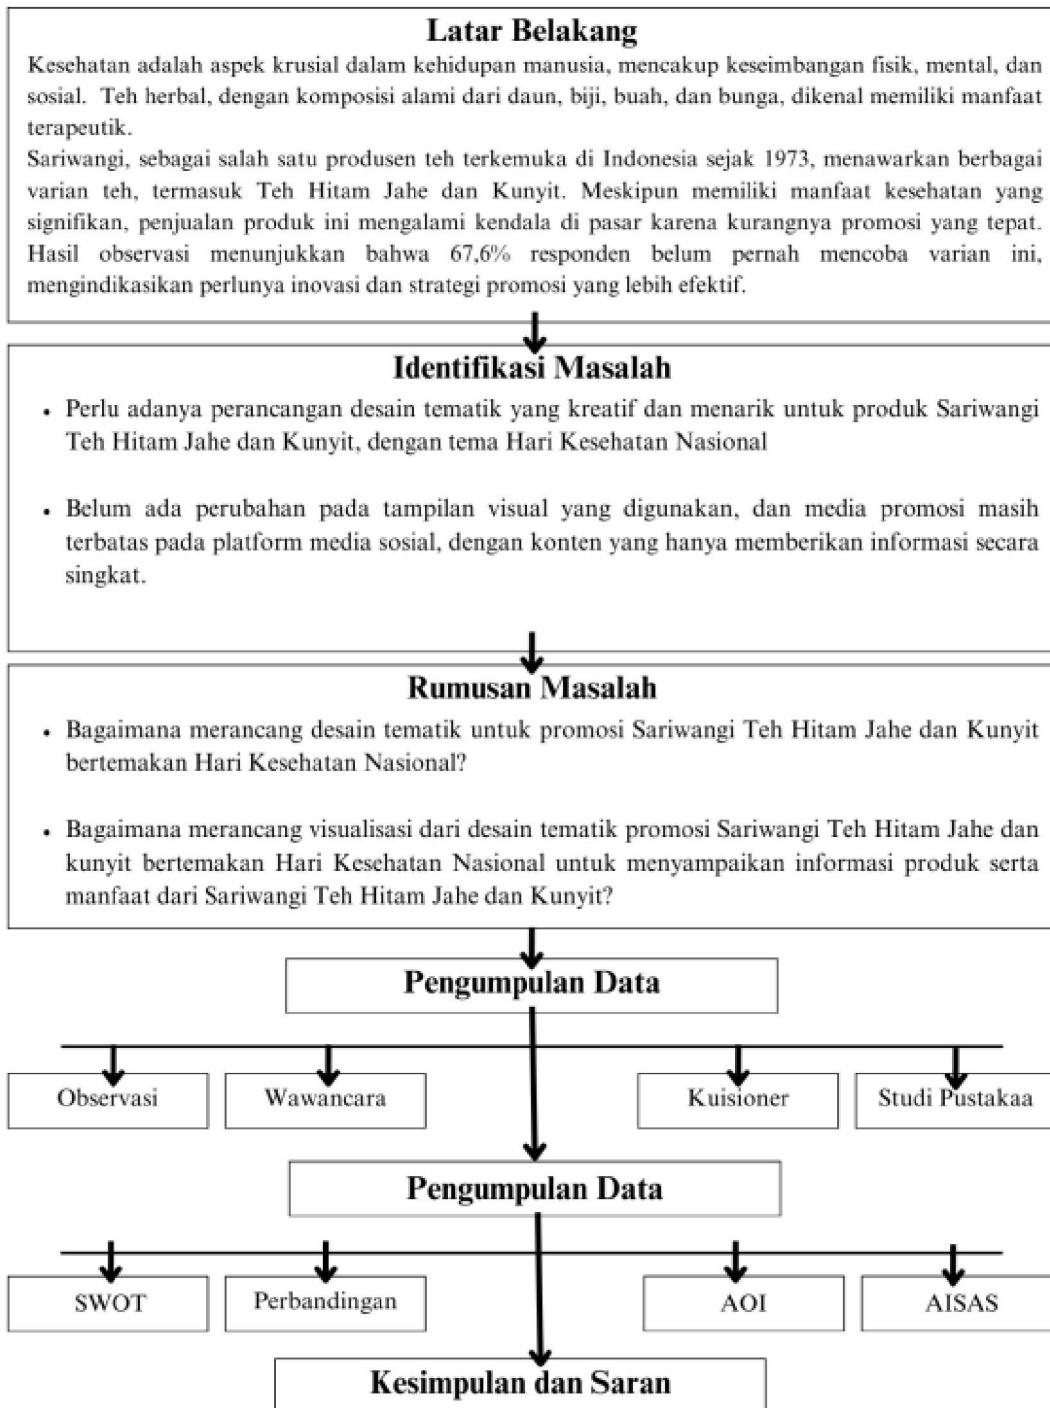 Latar Belakang
Kesehatan adalah aspek krusial dalam kehidupan manusia, mencakup keseimbangan fisik, mental, dan
sosial. Teh herbal, dengan komposisi alami dari daun, biji, buah, dan bunga, dikenal memiliki manfaat
terapeutik.
Sariwangi, sebagai salah satu produsen teh terkemuka di Indonesia sejak 1973, menawarkan berbagai
varian teh, termasuk Teh Hitam Jahe dan Kunyit. Meskipun memiliki manfaat kesehatan yang
signifikan, penjualan produk ini mengalami kendala di pasar karena kurangnya promosi yang tepat.
Hasil observasi menunjukkan bahwa 67,6% responden belum pernah mencoba varian ini,
mengindikasikan perlunya inovasi dan strategi promosi yang lebih efektif.
Identifikasi Masalah
• Perlu adanya perancangan desain tematik yang kreatif dan menarik untuk produk Sariwangi
Teh Hitam Jahe dan Kunyit, dengan tema Hari Kesehatan Nasional
• Belum ada perubahan pada tampilan visual yang digunakan, dan media promosi masih
terbatas pada platform media sosial, dengan konten yang hanya memberikan informasi secara
singkat.
Rumusan Masalah
• Bagaimana merancang desain tematik untuk promosi Sariwangi Teh Hitam Jahe dan Kunyit
bertemakan Hari Kesehatan Nasional?
• Bagaimana merancang visualisasi dari desain tematik promosi Sariwangi Teh Hitam Jahe dan
kunyit bertemakan Hari Kesehatan Nasional untuk menyampaikan informasi produk serta
manfaat dari Sariwangi Teh Hitam Jahe dan Kunyit?
Pengumpulan Data
Observasi
Wawancara
Kuisioner
Studi Pustakaa
Pengumpulan Data
SWOT
Perbandingan
AOI
AISAS
Kesimpulan dan Saran